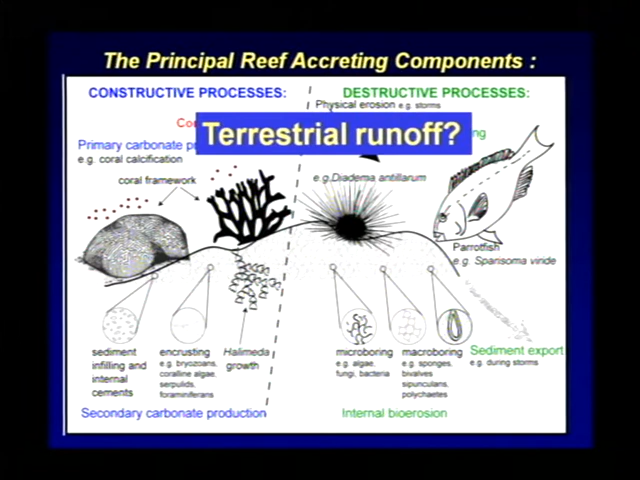 The Principal Reef Accreting Components :
CONSTRUCTIVE PROCESSES:
DESTRUCTIVE PROCESSES:
Physical erosion e.g. storms
Terrestrial runoff?
Primary carbonate
e.g. coral calcification
coral framework
e.g. Diadema antillarum
Parrotfish
e.g. Sparisoma viride
sediment
infilling and
internal
cements
encrusting
e.g. bryozoans,
coralline algae,
serpulids,
foraminiferans
Halimeda
growth
microboring
e.g. algae,
fungi, bacteria
macroboring
e.g. sponges,
bivalves
sipunculans,
polychaetes
Sediment export
e.g. during storms
Secondary carbonate production
Internal bioerosion